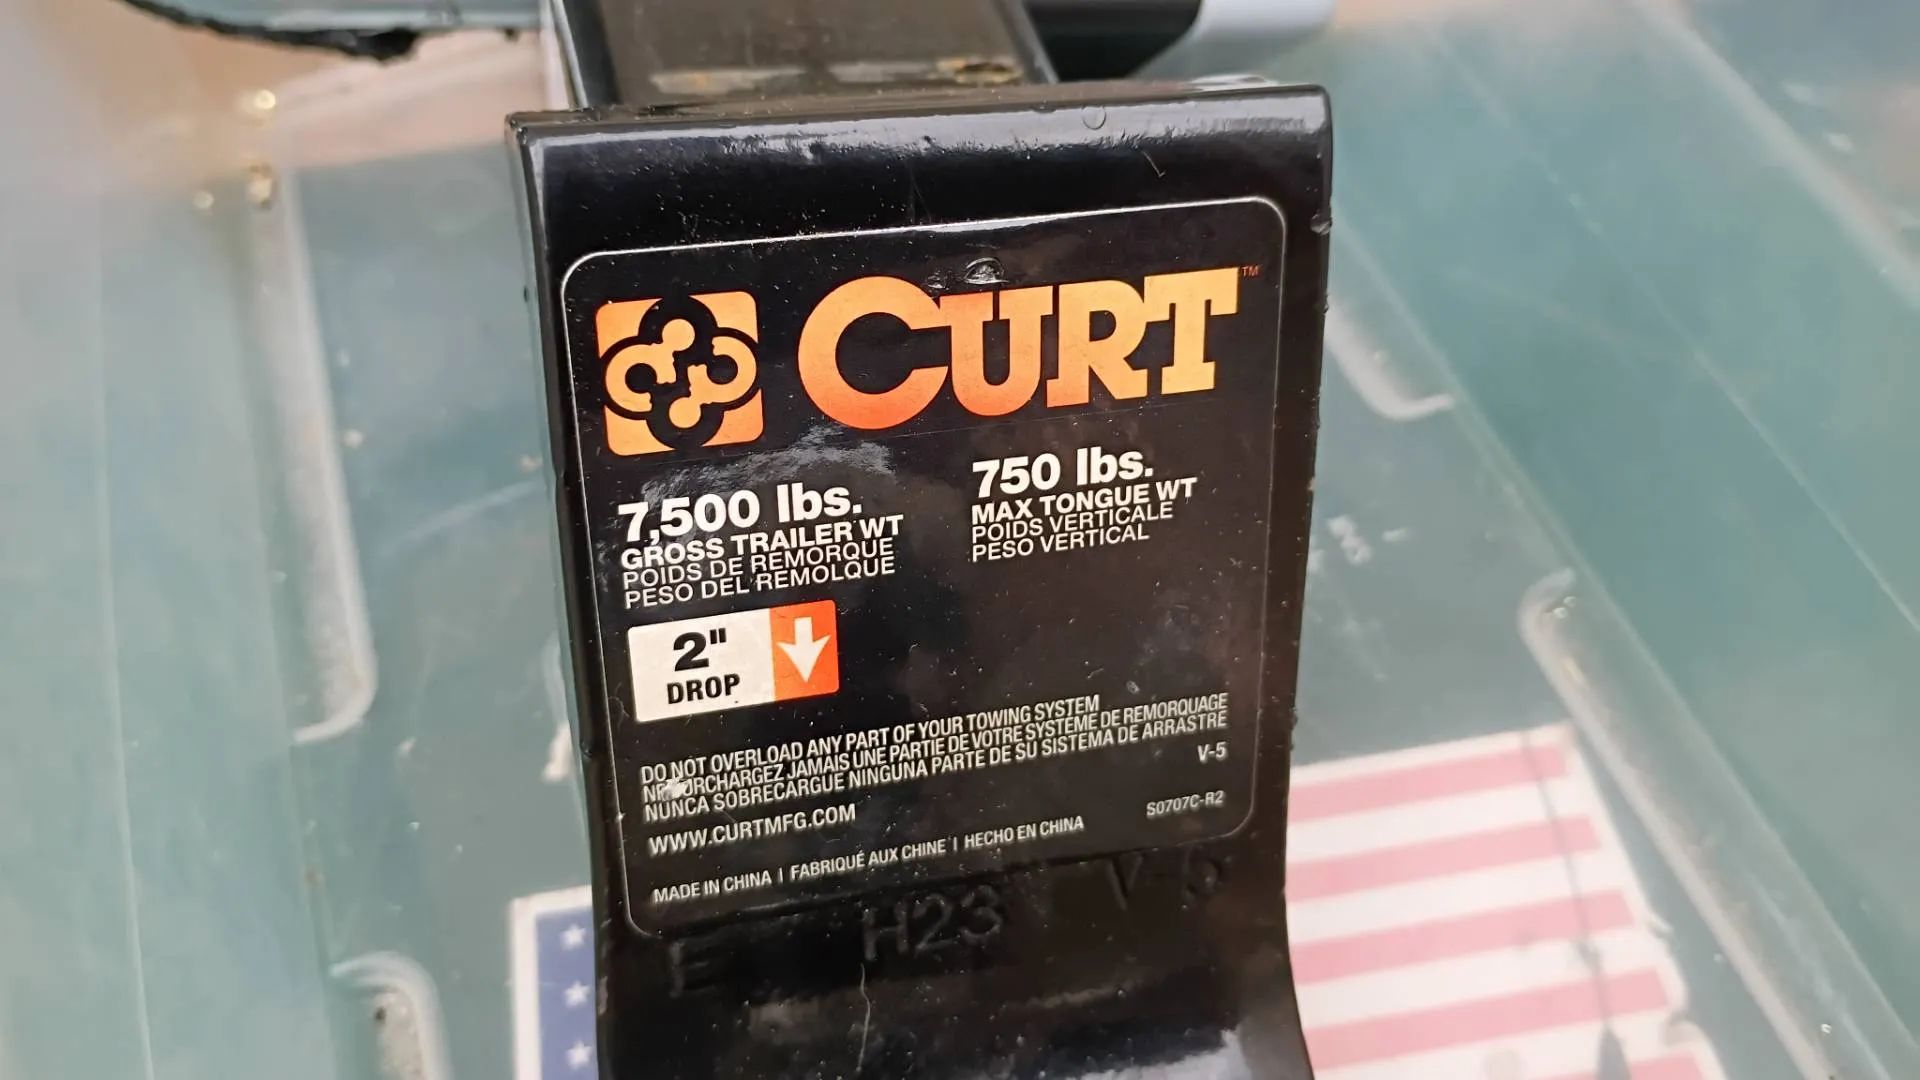 CURT™
7,500 lbs.
GROSS TRAILER WT
POIDS DE REMORQUE
PESO DEL REMOLQUE
750 lbs.
MAX TONGUE WT
POIDS VERTICALE
PESO VERTICAL
2"
DROP
DO NOT OVERLOAD ANY PART OF YOUR TOWING SYSTEM
JAMAIS UNE PARTIE DE VOTRE SYSTÈME DE REMORQUAGE
NUNCA SOBRECARGUE NINGUNA PARTE DE SU SISTEMA DE ARRASTRE
V-5
WWW.CURTMFG.COM
S0707C-R2
MADE IN CHINA | FABRIQUÉ AUX CHINE | HECHO EN CHINA
E H23 V-5